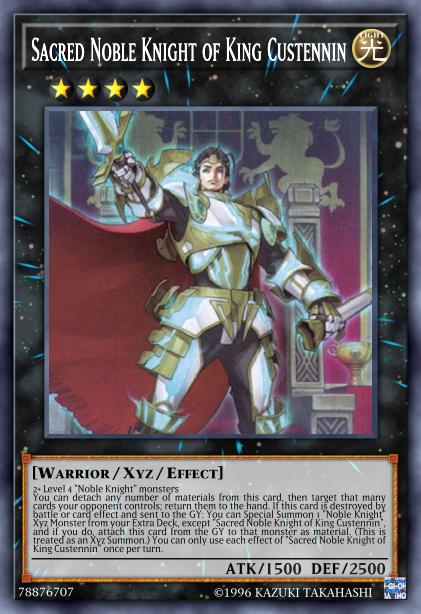 SACRED NOBLE KNIGHT OF KING CUSTENNIN
LIGHT
光
[WARRIOR / XYZ / EFFECT]
2+ Level 4 "Noble Knight" monsters
You can detach any number of materials from this card, then target that many
cards your opponent controls; return them to the hand. If this card is destroyed by
battle or card effect and sent to the GY: You can Special Summon 1 "Noble Knight"
Xyz Monster from your Extra Deck, except "Sacred Noble Knight of King Custennin",
and if you do, attach this card from the GY to that monster as material. (This is
treated as an Xyz Summon.) You can only use each effect of "Sacred Noble Knight of
King Custennin" once per turn.
ATK/1500 DEF/2500
78876707
©1996 KAZUKI TAKAHASHI